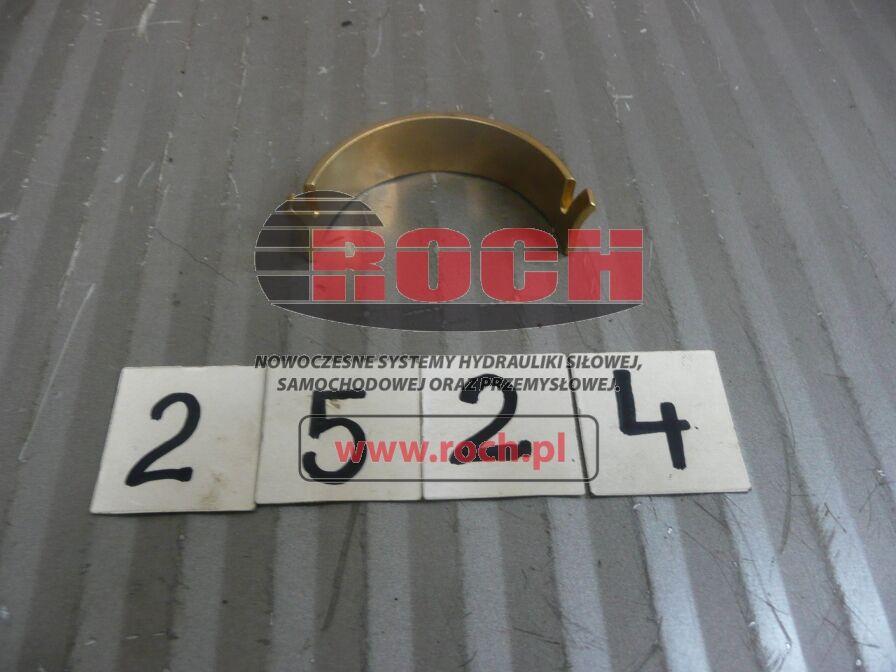 ROCH
NOWOCZESNE SYSTEMY HYDRAULIKI SIŁOWEJ,
SAMOCHODOWEJ ORAZ PRZEMYSŁOWEJ.
2 5 2 4
www.roch.pl